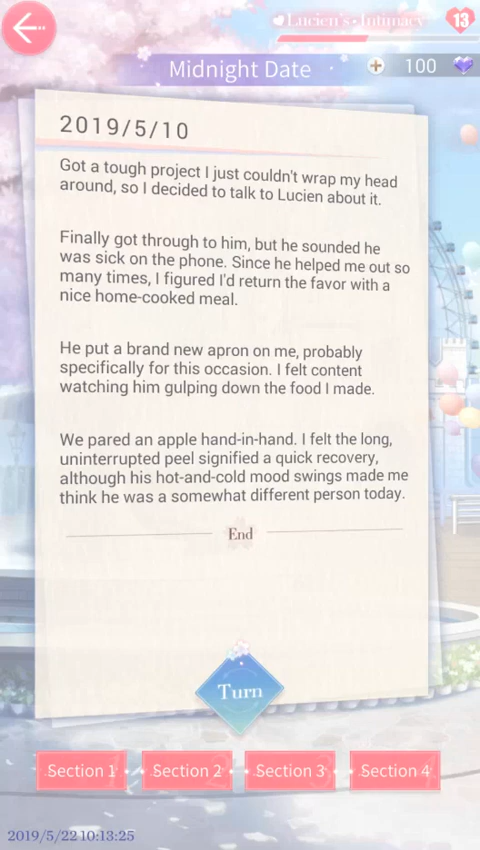 Lucien's Intimacy
13
Midnight Date
100
2019/5/10
Got a tough project I just couldn't wrap my head
around, so I decided to talk to Lucien about it.
Finally got through to him, but he sounded he
was sick on the phone. Since he helped me out so
many times, I figured I'd return the favor with a
nice home-cooked meal.
He put a brand new apron on me, probably
specifically for this occasion. I felt content
watching him gulping down the food I made.
We pared an apple hand-in-hand. I felt the long,
uninterrupted peel signified a quick recovery,
although his hot-and-cold mood swings made me
think he was a somewhat different person today.
End
Turn
Section 1
Section 2
Section 3
Section 4
2019/5/22 10:13:25